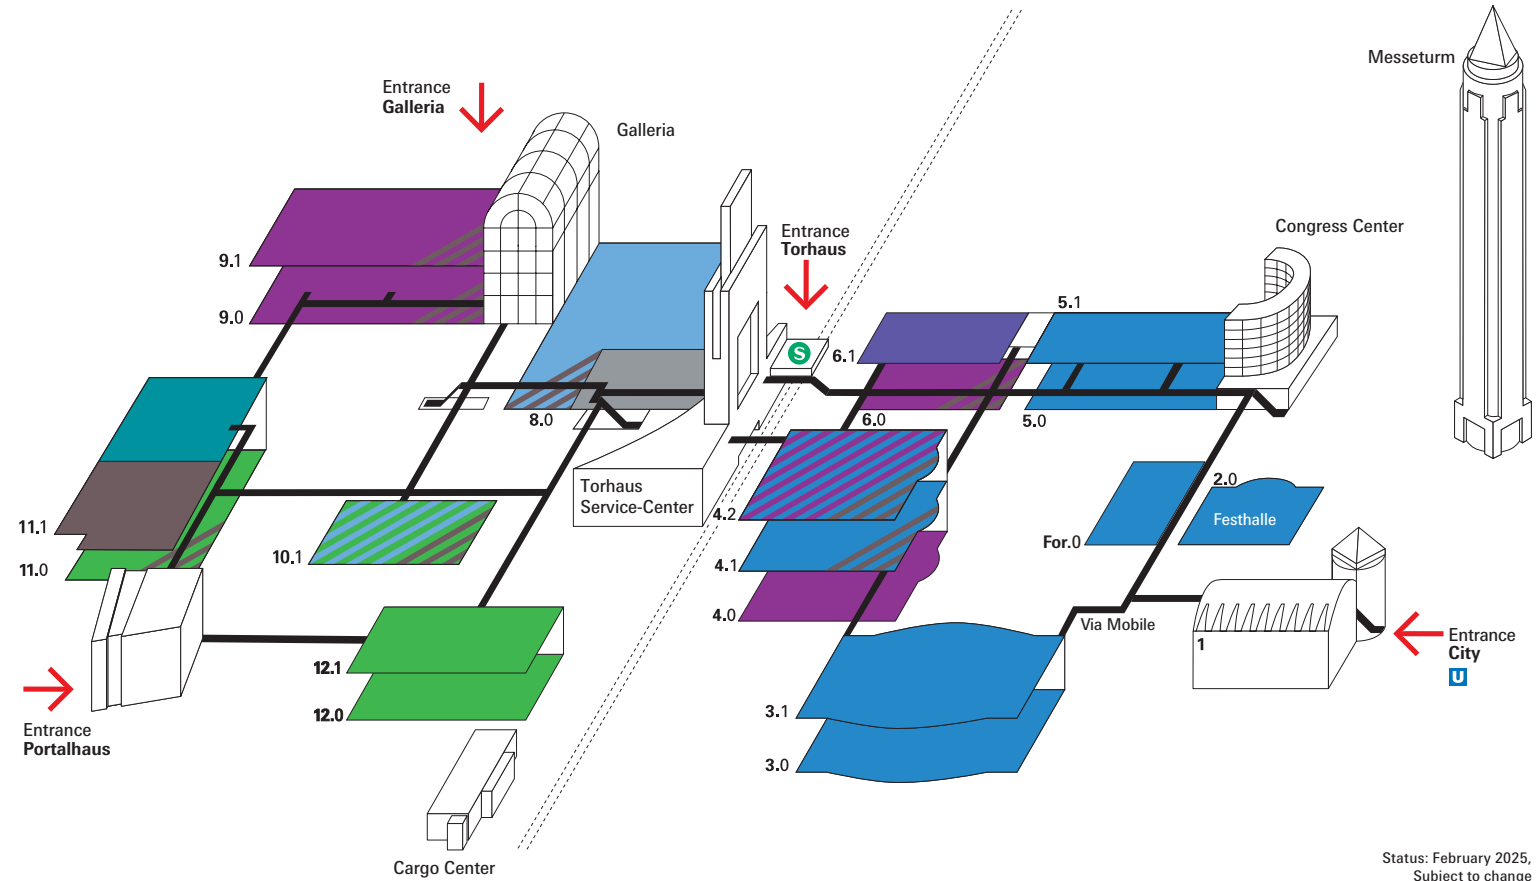 Messeturm
Entrance
Galleria
Galleria
Entrance
Torhaus
Congress Center
9.1
9.0
5.1
6.1
S
8.0
6.0
5.0
Torhaus
Service-Center
2.0
Festhalle
4.2
11.1
For.0
10.1
4.1
11.0
4.0
Via Mobile
1
Entrance
City
U
12.1
12.0
3.1
3.0
Entrance
Portalhaus
Cargo Center
Status: February 2025,
Subject to change